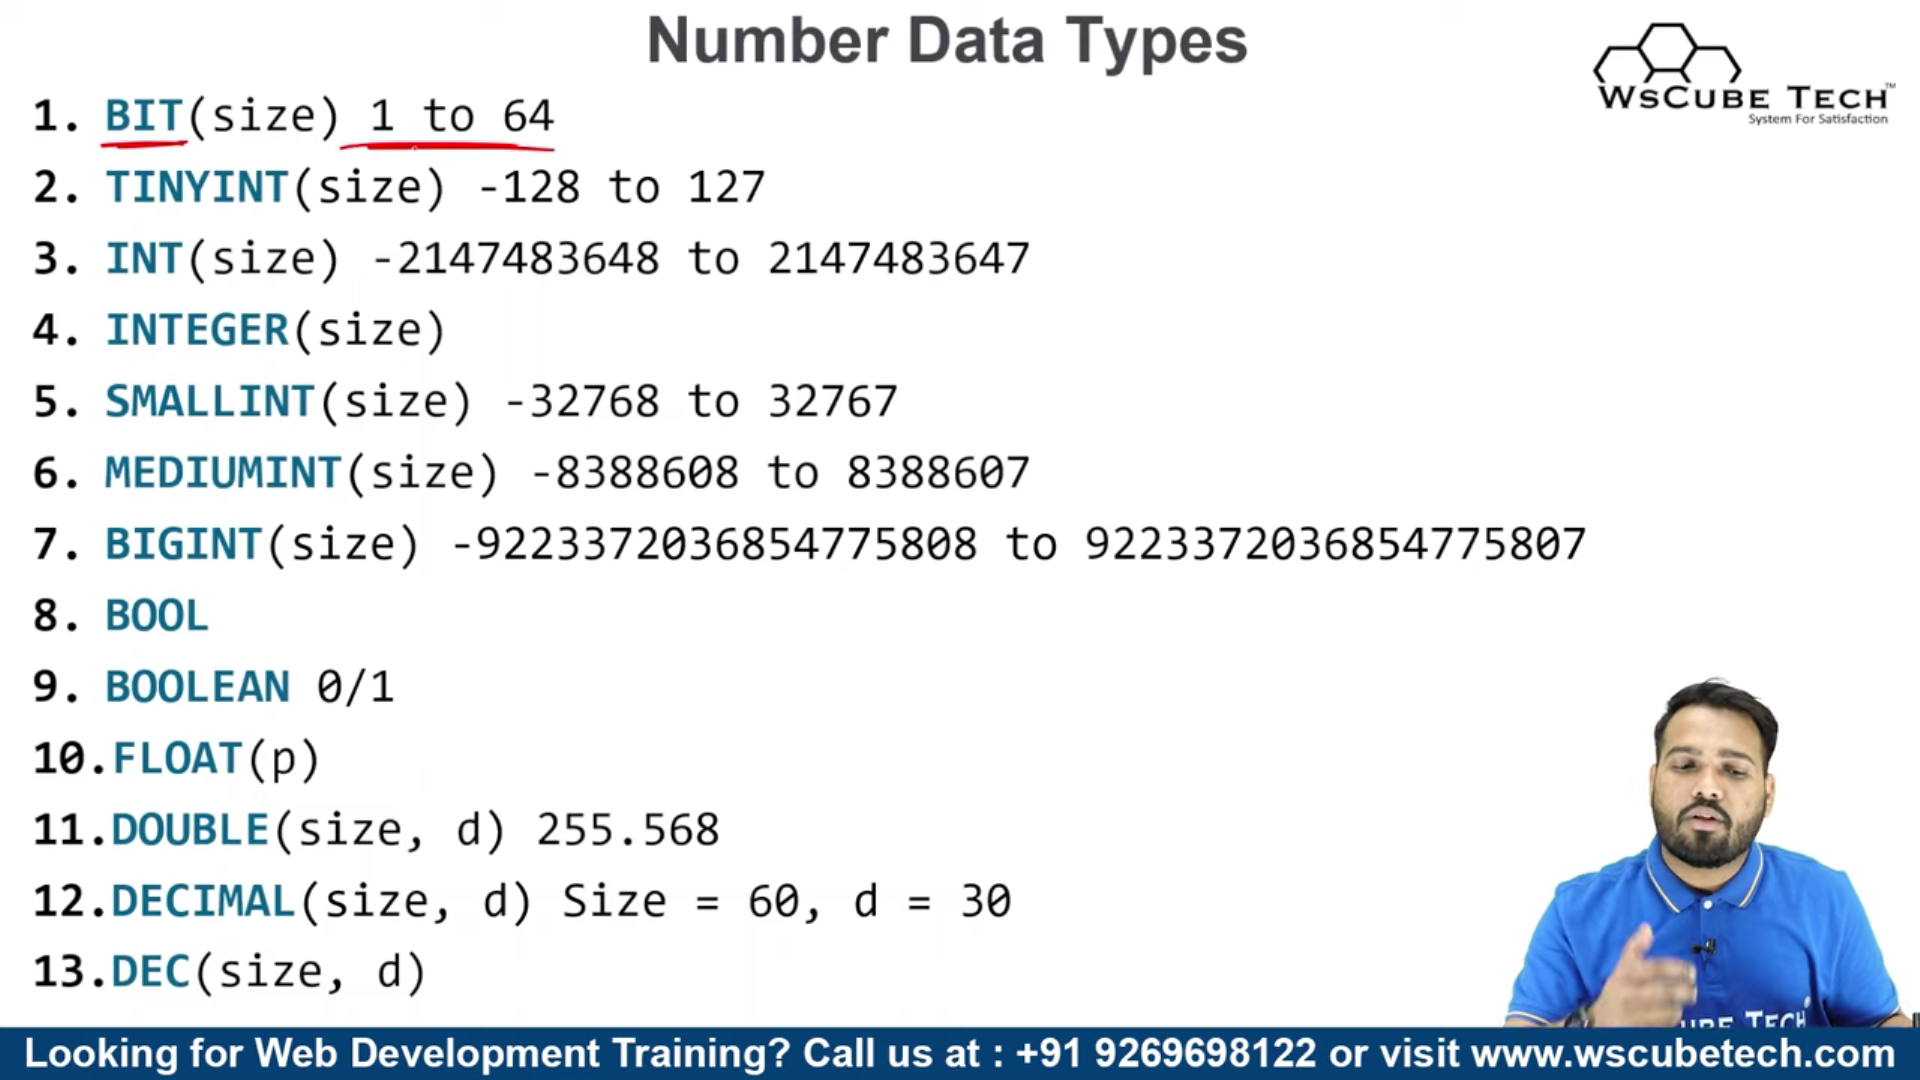 Number Data Types
WsCube Tech™
System For Satisfaction
1. BIT(size) 1 to 64
2. TINYINT(size) -128 to 127
3. INT(size) -2147483648 to 2147483647
4. INTEGER(size)
5. SMALLINT(size) -32768 to 32767
6. MEDIUMINT(size) -8388608 to 8388607
7. BIGINT(size) -9223372036854775808 to 9223372036854775807
8. BOOL
9. BOOLEAN 0/1
10.FLOAT(p)
11.DOUBLE(size, d) 255.568
12.DECIMAL(size, d) Size = 60, d = 30
13.DEC(size, d)
Looking for Web Development Training? Call us at : +91 9269698122 or visit www.wscubetech.com